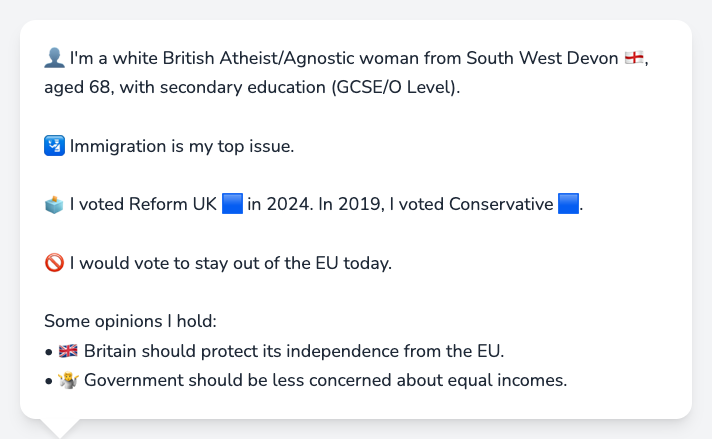 👤 I'm a white British Atheist/Agnostic woman from South West Devon 🏴󠁧󠁢󠁥󠁮󠁧󠁿,
aged 68, with secondary education (GCSE/O Level).
🛂 Immigration is my top issue.
🗳️ I voted Reform UK 🟦 in 2024. In 2019, I voted Conservative 🟦.
🚫 I would vote to stay out of the EU today.
Some opinions I hold:
• 🇬🇧 Britain should protect its independence from the EU.
• 🤷 Government should be less concerned about equal incomes.